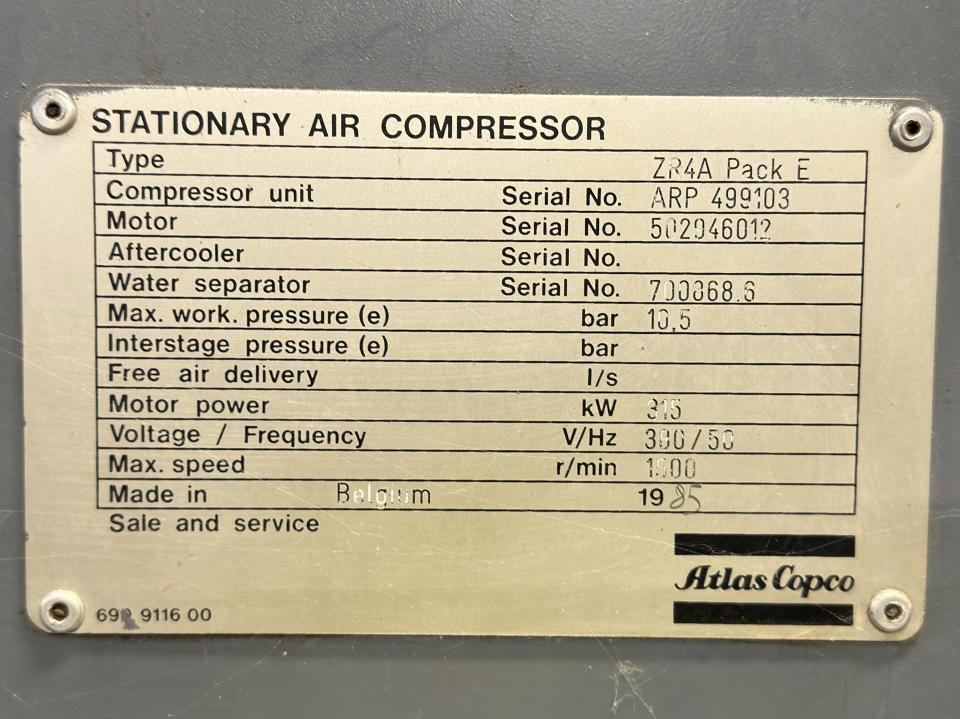 STATIONARY AIR COMPRESSOR
Type ZR4A Pack E
Compressor unit Serial No. ARP 499103
Motor Serial No. 502946012
Aftercooler Serial No.
Water separator Serial No. 700868.6
Max. work. pressure (e) bar 10,5
Interstage pressure (e) bar
Free air delivery l/s
Motor power kW 315
Voltage / Frequency V/Hz 380/50
Max. speed r/min 1500
Made in Belgium 1985
Sale and service
Atlas Copco
9116 00